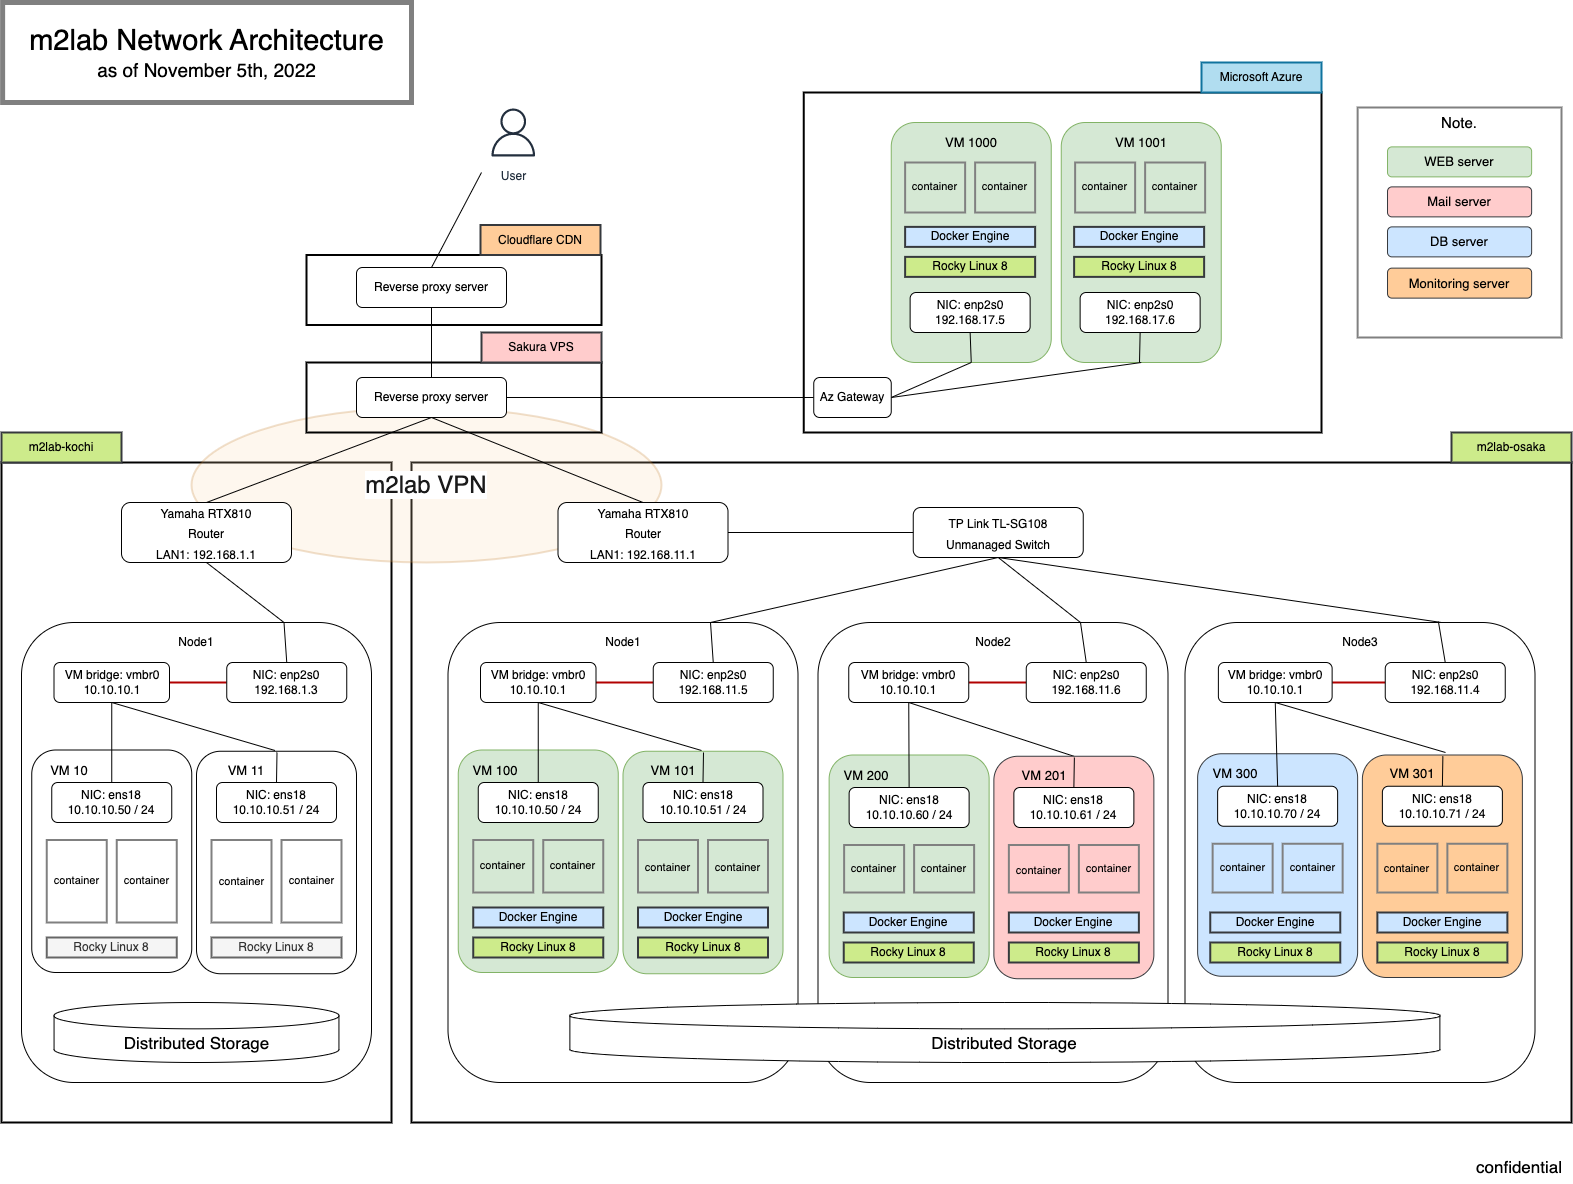 m2lab Network Architecture
as of November 5th, 2022
Microsoft Azure
Note.
WEB server
Mail server
DB server
Monitoring server
User
Cloudflare CDN
Reverse proxy server
Sakura VPS
Reverse proxy server
VM 1000
container
container
Docker Engine
Rocky Linux 8
NIC: enp2s0
192.168.17.5
VM 1001
container
container
Docker Engine
Rocky Linux 8
NIC: enp2s0
192.168.17.6
Az Gateway
m2lab-kochi
m2lab-osaka
m2lab VPN
Yamaha RTX810
Router
LAN1: 192.168.1.1
Yamaha RTX810
Router
LAN1: 192.168.11.1
TP Link TL-SG108
Unmanaged Switch
Node1
VM bridge: vmbr0
10.10.10.1
NIC: enp2s0
192.168.1.3
VM 10
NIC: ens18
10.10.10.50 / 24
container
container
Rocky Linux 8
VM 11
NIC: ens18
10.10.10.51 / 24
container
container
Rocky Linux 8
Distributed Storage
Node1
VM bridge: vmbr0
10.10.10.1
NIC: enp2s0
192.168.11.5
VM 100
NIC: ens18
10.10.10.50 / 24
container
container
Docker Engine
Rocky Linux 8
VM 101
NIC: ens18
10.10.10.51 / 24
container
container
Docker Engine
Rocky Linux 8
Node2
VM bridge: vmbr0
10.10.10.1
NIC: enp2s0
192.168.11.6
VM 200
NIC: ens18
10.10.10.60 / 24
container
container
Docker Engine
Rocky Linux 8
VM 201
NIC: ens18
10.10.10.61 / 24
container
container
Docker Engine
Rocky Linux 8
Node3
VM bridge: vmbr0
10.10.10.1
NIC: enp2s0
192.168.11.4
VM 300
NIC: ens18
10.10.10.70 / 24
container
container
Docker Engine
Rocky Linux 8
VM 301
NIC: ens18
10.10.10.71 / 24
container
container
Docker Engine
Rocky Linux 8
Distributed Storage
confidential